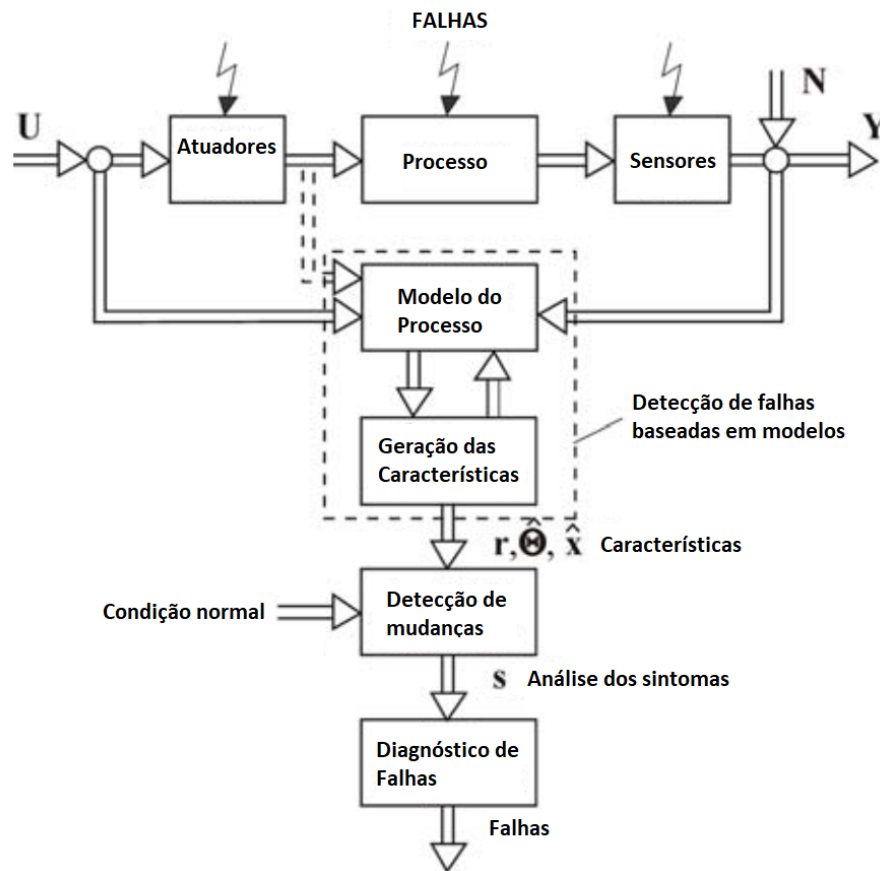 FALHAS
U
N
Y
Atuadores
Processo
Sensores
Modelo do
Processo
Detecção de falhas
baseadas em modelos
Geração das
Características
r, Θ̂, x̂ Características
Condição normal
Detecção de
mudanças
s Análise dos sintomas
Diagnóstico de
Falhas
Falhas